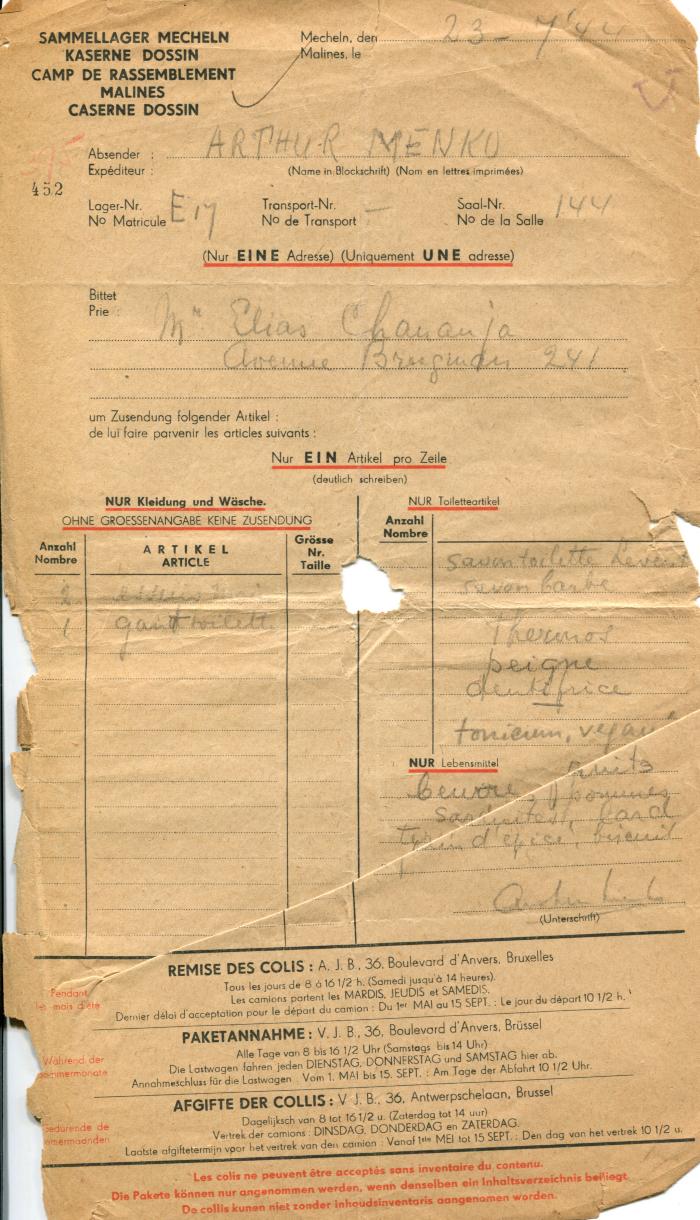 SAMMELLAGER MECHELN
KASERNE DOSSIN
CAMP DE RASSEMBLEMENT
MALINES
CASERNE DOSSIN
Mecheln, den 23-7'44
Malines, le
452
Absender : ARTHUR MENKO
Expéditeur : (Name in Blockschrift) (Nom en lettres imprimées)
Lager-Nr. Transport-Nr. Saal-Nr.
No Matricule E 17 No de Transport — No de la Salle 144
(Nur EINE Adresse) (Uniquement UNE adresse)
Bittet
Prie Mr Elias Chananja
Avenue Brugman 241
um Zusendung folgender Artikel :
de lui faire parvenir les articles suivants :
Nur EIN Artikel pro Zeile
(deutlich schreiben)
NUR Kleidung und Wäsche.
OHNE GROESSENANGABE KEINE ZUSENDUNG
Anzahl
Nombre
ARTIKEL
ARTICLE
Grösse
Nr.
Taille
2
1 gant toilett
NUR Toiletteartikel
Anzahl
Nombre
savon toilette
savon barbe
thermos
peigne
dentifrice
tonicum,
NUR Lebensmittel
beurre, pommes
lard
d'epice, biscuit
(Unterschrift)
REMISE DES COLIS : A. J. B., 36, Boulevard d'Anvers, Bruxelles
Tous les jours de 8 à 16 1/2 h. (Samedi jusqu'à 14 heures).
Les camions partent les MARDIS, JEUDIS et SAMEDIS.
Pendant
les mois d'été
Dernier délai d'acceptation pour le départ du camion : Du 1er MAI au 15 SEPT. : Le jour du départ 10 1/2 h.
PAKETANNAHME : V. J. B., 36, Boulevard d'Anvers, Brüssel
Alle Tage van 8 bis 16 1/2 Uhr (Samstags bis 14 Uhr)
Die Lastwagen fahren jeden DIENSTAG, DONNERSTAG und SAMSTAG hier ab.
Während der
ommermonate
Annahmeschluss für die Lastwagen : Vom 1. MAI bis 15. SEPT. : Am Tage der Abfahrt 10 1/2 Uhr.
AFGIFTE DER COLLIS : V. J. B., 36, Antwerpschelaan, Brussel
Dagelijksch van 8 tot 16 1/2 u. (Zaterdag tot 14 uur)
Vertrek der camions : DINSDAG, DONDERDAG en ZATERDAG.
edurende de
mermaanden
Laatste afgiftetermijn voor het vertrek van den camion : Vanaf 1ste MEI tot 15 SEPT. : Den dag van het vertrek 10 1/2 u.
Les colis ne peuvent être acceptés sans inventaire du contenu.
Die Pakete können nur angenommen werden, wenn denselben ein Inhaltsverzeichnis beiliegt
De collis kunen niet zonder inhoudsinventaris aangenomen worden.